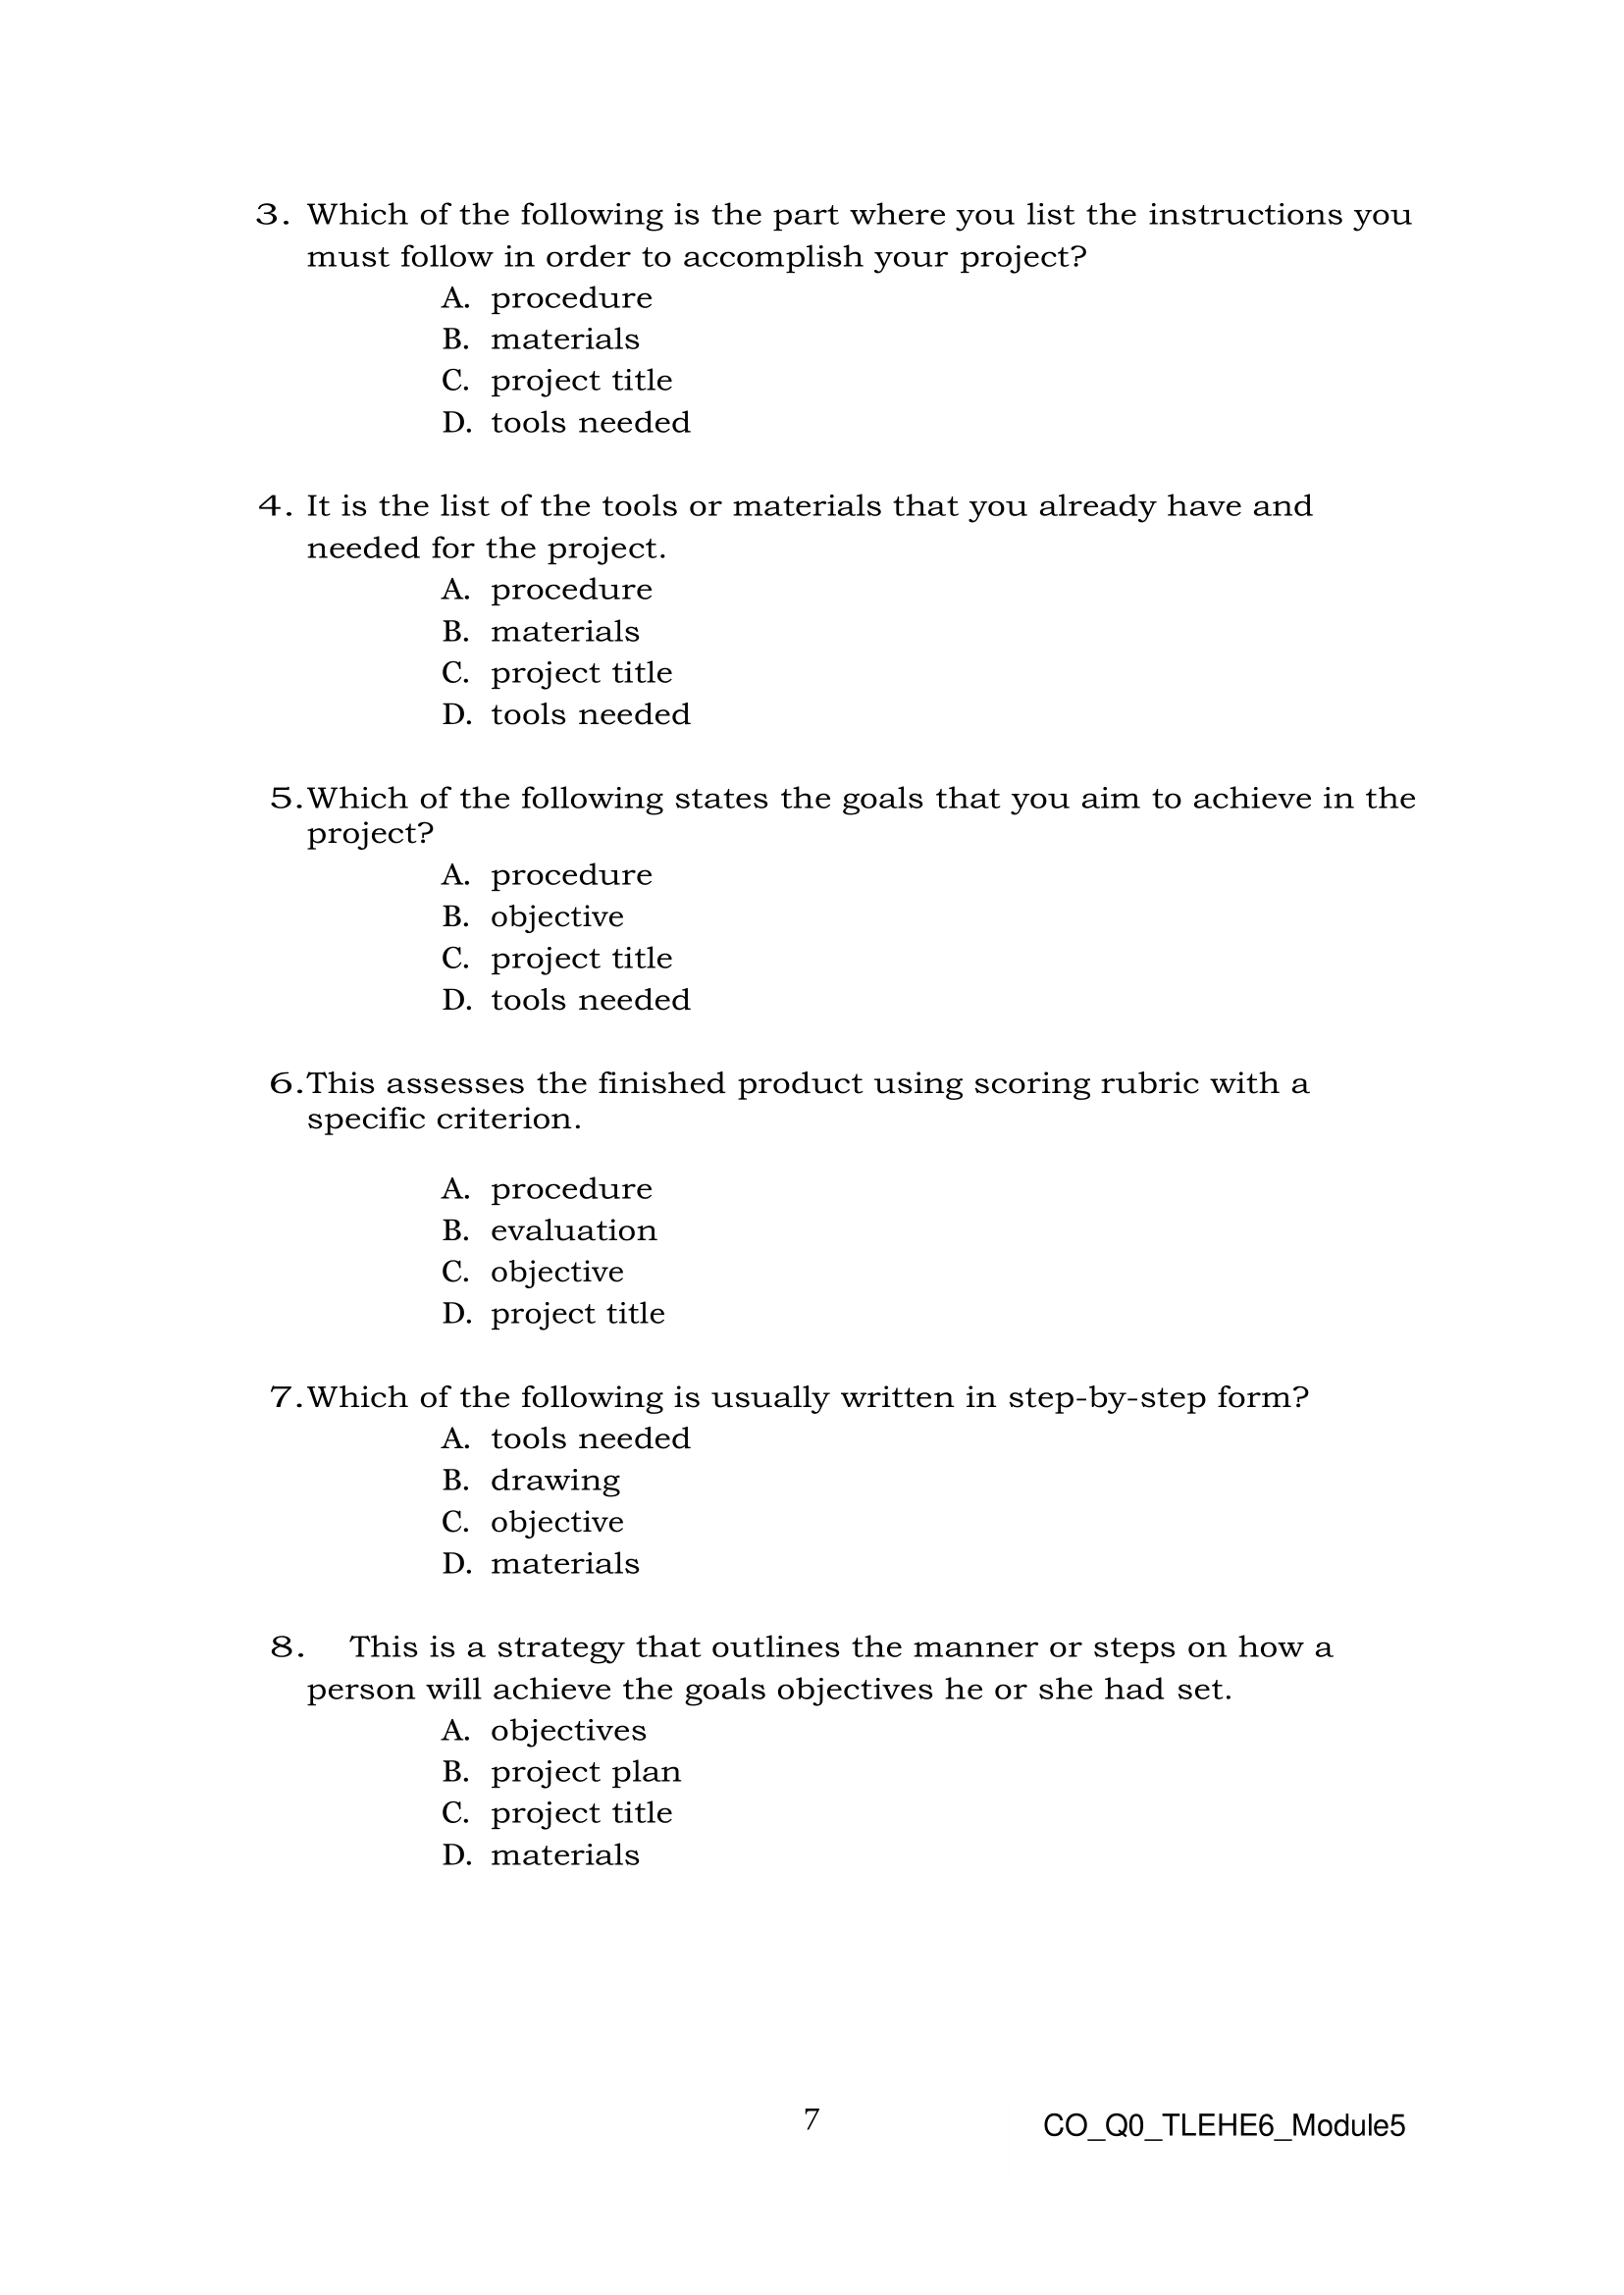 3. Which of the following is the part where you list the instructions you
must follow in order to accomplish your project?
A. procedure
B. materials
C. project title
D. tools needed
4. It is the list of the tools or materials that you already have and
needed for the project.
A. procedure
B. materials
C. project title
D. tools needed
5.Which of the following states the goals that you aim to achieve in the
project?
A. procedure
B. objective
C. project title
D. tools needed
6.This assesses the finished product using scoring rubric with a
specific criterion.
A. procedure
B. evaluation
C. objective
D. project title
7.Which of the following is usually written in step-by-step form?
A. tools needed
B. drawing
C. objective
D. materials
8. This is a strategy that outlines the manner or steps on how a
person will achieve the goals objectives he or she had set.
A. objectives
B. project plan
C. project title
D. materials
7
CO_Q0_TLEHE6_Module5